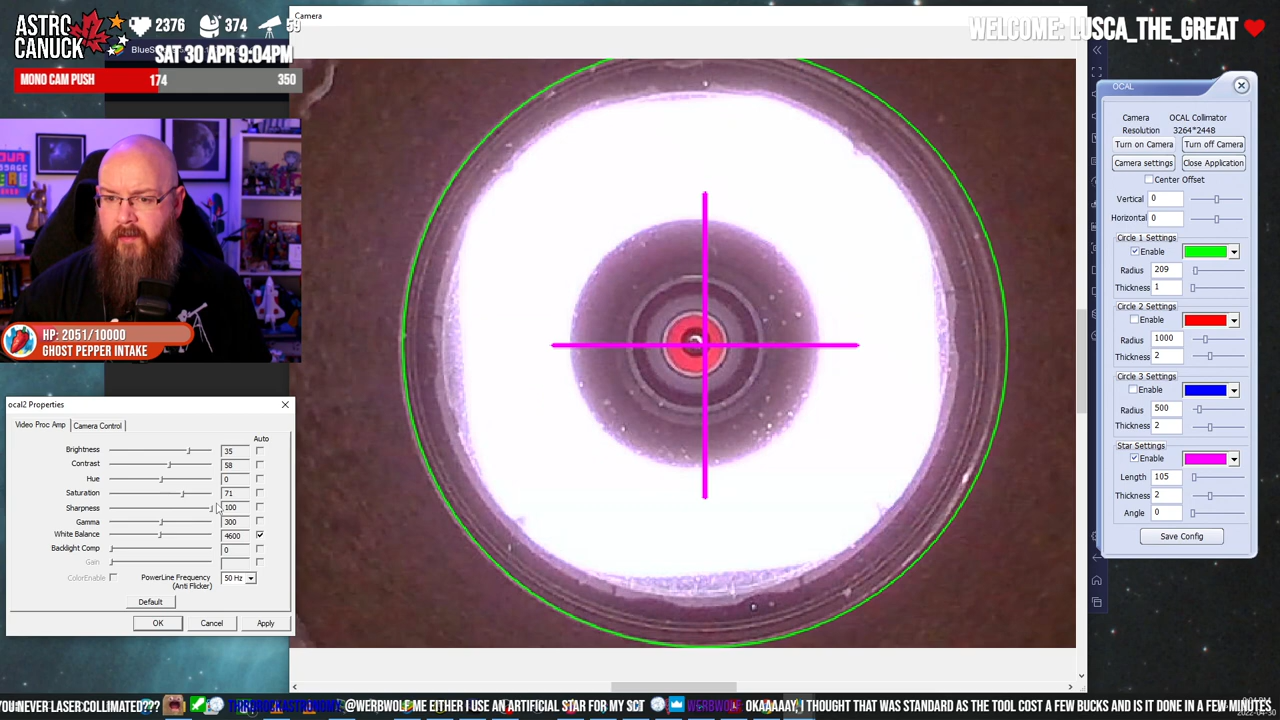 ASTRO
CANUCK
2376
374
59
SAT 30 APR 9:04PM
MONO CAM PUSH
174
350
Camera
WELCOME: LUSCA_THE_GREAT
HP: 2051/10000
GHOST PEPPER INTAKE
ocal2 Properties
Video Proc Amp
Camera Control
Auto
Brightness
35
Contrast
58
Hue
0
Saturation
71
Sharpness
100
Gamma
300
White Balance
4600
Backlight Comp
0
Gain
ColorEnable
PowerLine Frequency
(Anti Flicker)
50 Hz
Default
OK
Cancel
Apply
OCAL
Camera
OCAL Collimator
Resolution
3264*2448
Turn on Camera
Turn off Camera
Camera settings
Close Application
Center Offset
Vertical
0
Horizontal
0
Circle 1 Settings
Enable
Radius
209
Thickness
1
Circle 2 Settings
Enable
Radius
1000
Thickness
2
Circle 3 Settings
Enable
Radius
500
Thickness
2
Star Settings
Enable
Length
105
Thickness
2
Angle
0
Save Config
YOU NEVER LASER COLLIMATED???
THIRDROCKASTRONOMY
@WERBWOLF ME EITHER I USE AN ARTIFICIAL STAR FOR MY SCT
WERBWOLF
OKAAAAY, I THOUGHT THAT WAS STANDARD AS THE TOOL COST A FEW BUCKS AND IS IT DONE IN A FEW MINUTES.